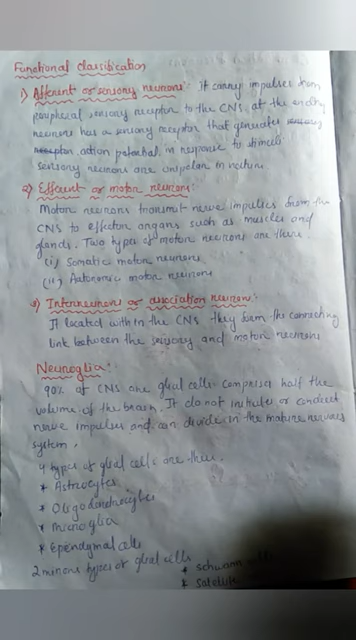 Functional classification
1) Afferent or sensory neurons:- It carry impulses from
peripheral sensory receptor to the CNS, at the ending
neurons has a sensory receptor that generates sensory
receptor action potential in response to stimuli
sensory neurons are unipolar in nature.
2) Efferent or motor neurons:
Motor neurons transmit nerve impulses from the
CNS to effector organs such as muscles and
glands. Two types of motor neurons are there.
(i) Somatic motor neurons
(ii) Autonomic motor neurons
3) Interneurons or association neuron:-
It located within the CNS they form the connecting
link between the sensory and motor neurons
Neuroglia:
90% of CNS are glial cells comprise half the
volume of the brain. It do not initiate or conduct
nerve impulses and can divide in the mature nervous
system.
4 types of glial cells are there.
* Astrocytes
* Oligodendrocytes
* Microglia
* Ependymal cells
2 minor types of glial cells * Schwann cells
* Satellite